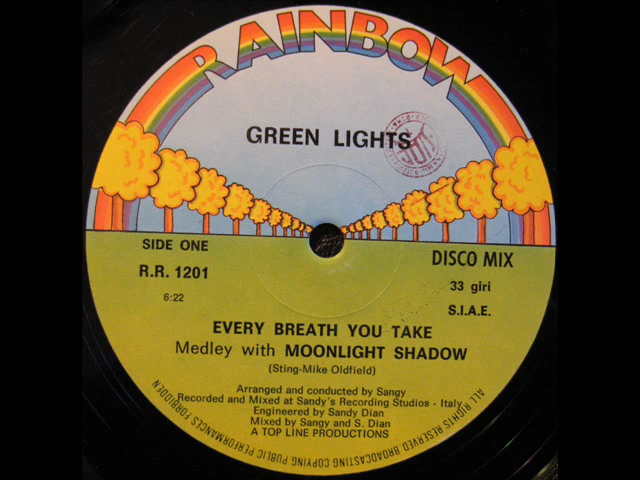 RAINBOW
GREEN LIGHTS
SIDE ONE
R.R. 1201
6:22
DISCO MIX
33 giri
S.I.A.E.
EVERY BREATH YOU TAKE
Medley with MOONLIGHT SHADOW
(Sting-Mike Oldfield)
Arranged and conducted by Sangy
Recorded and Mixed at Sandy's Recording Studios - Italy
Engineered by Sandy Dian
Mixed by Sangy and S. Dian
A TOP LINE PRODUCTIONS
ALL RIGHTS RESERVED BROADCASTING COPYING PUBLIC PERFORMANCES FORBIDDEN